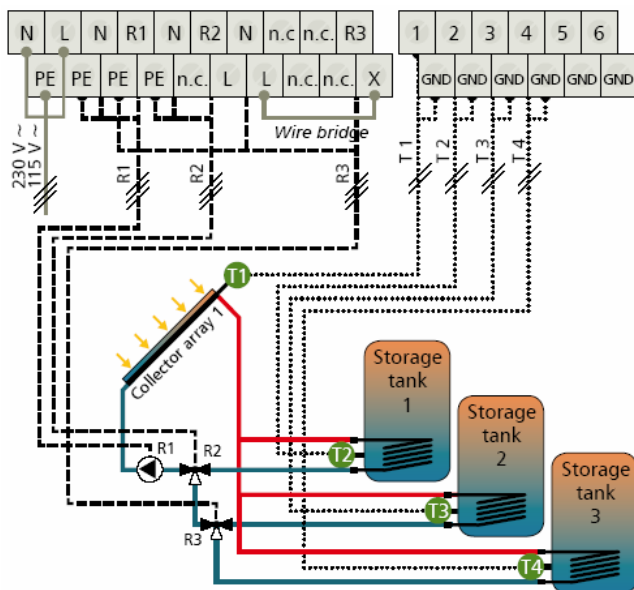 N L N R1 N R2 N n.c n.c. R3
PE PE PE PE n.c. L L n.c. n.c. X
1 2 3 4 5 6
GND GND GND GND GND GND
Wire bridge
230 V ~
115 V ~
R1
R2
R3
T 1
T 2
T 3
T 4
T1
Collector array 1
Storage
tank
1
Storage
tank
2
Storage
tank
3
R1
R2
T2
T3
R3
T4